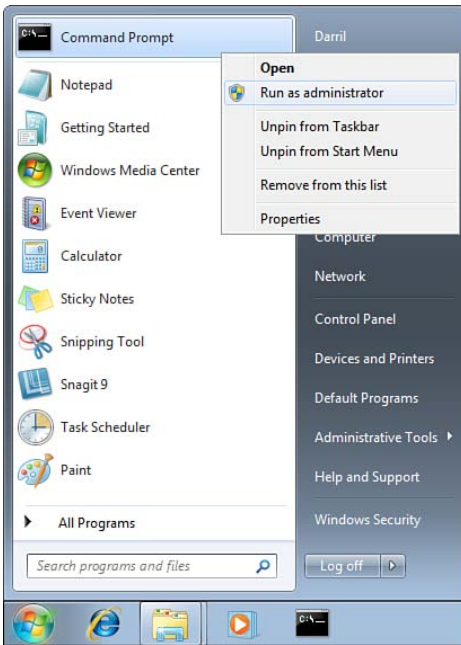 Command Prompt
Notepad
Getting Started
Windows Media Center
Event Viewer
Calculator
Sticky Notes
Snipping Tool
Snagit 9
Task Scheduler
Paint
All Programs
Search programs and files
Darril
Open
Run as administrator
Unpin from Taskbar
Unpin from Start Menu
Remove from this list
Properties
Computer
Network
Control Panel
Devices and Printers
Default Programs
Administrative Tools
Help and Support
Windows Security
Log off